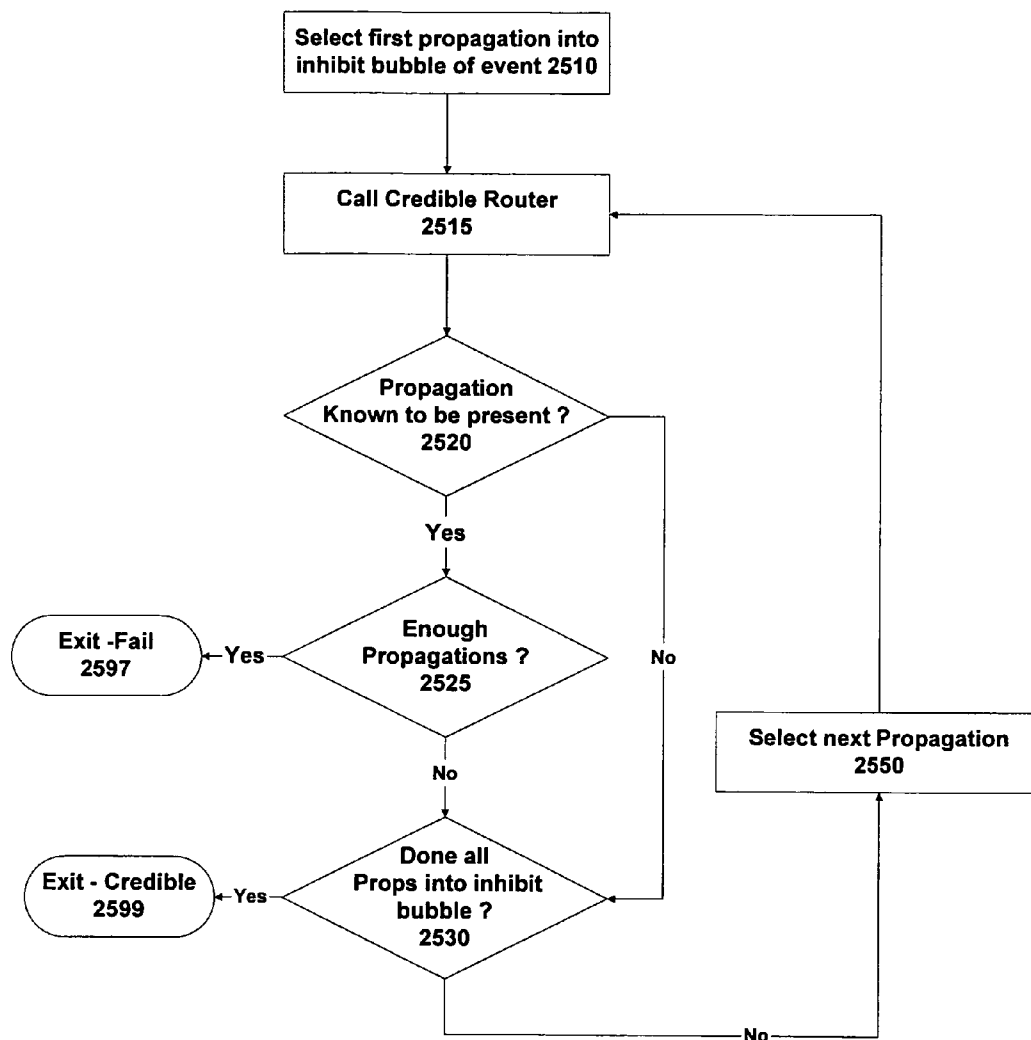 Select first propagation into
inhibit bubble of event 2510
Call Credible Router
2515
Propagation
Known to be present ?
2520
Yes
Enough
Propagations ?
2525
Yes
Exit -Fail
2597
No
No
Select next Propagation
2550
Done all
Props into inhibit
bubble ?
2530
Yes
Exit - Credible
2599
No